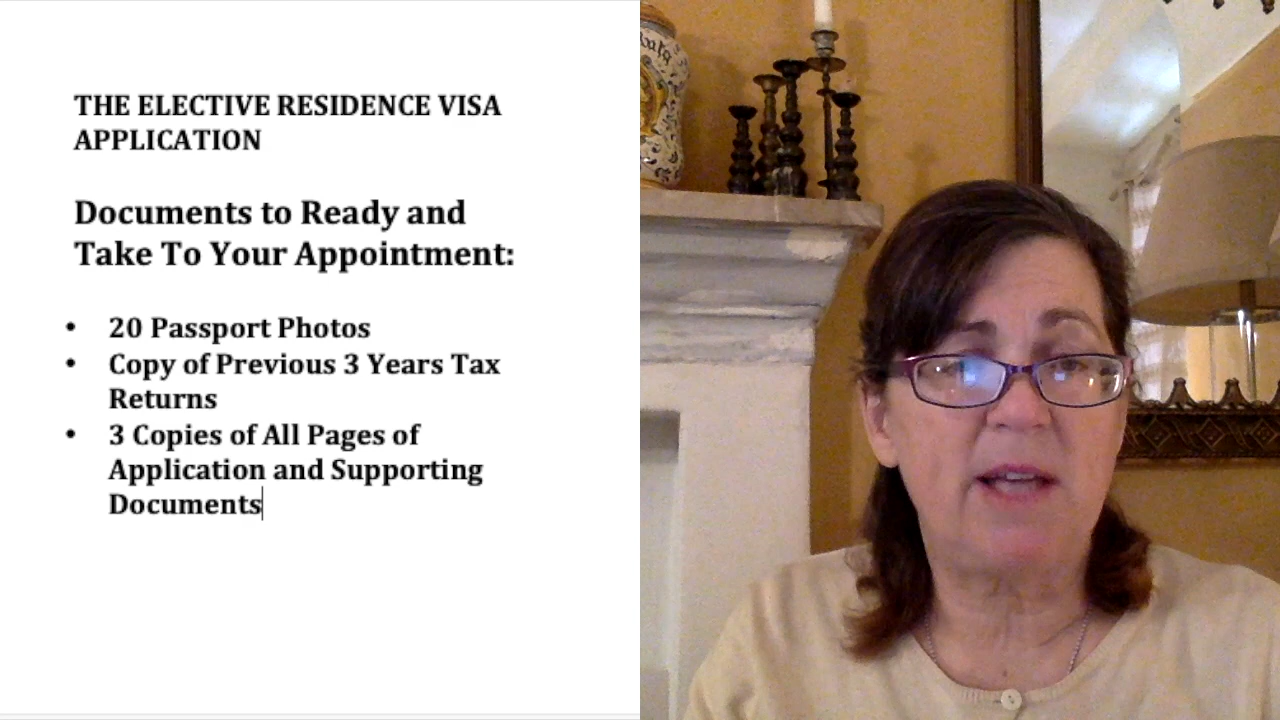 THE ELECTIVE RESIDENCE VISA
APPLICATION
Documents to Ready and
Take To Your Appointment:
• 20 Passport Photos
• Copy of Previous 3 Years Tax
Returns
• 3 Copies of All Pages of
Application and Supporting
Documents